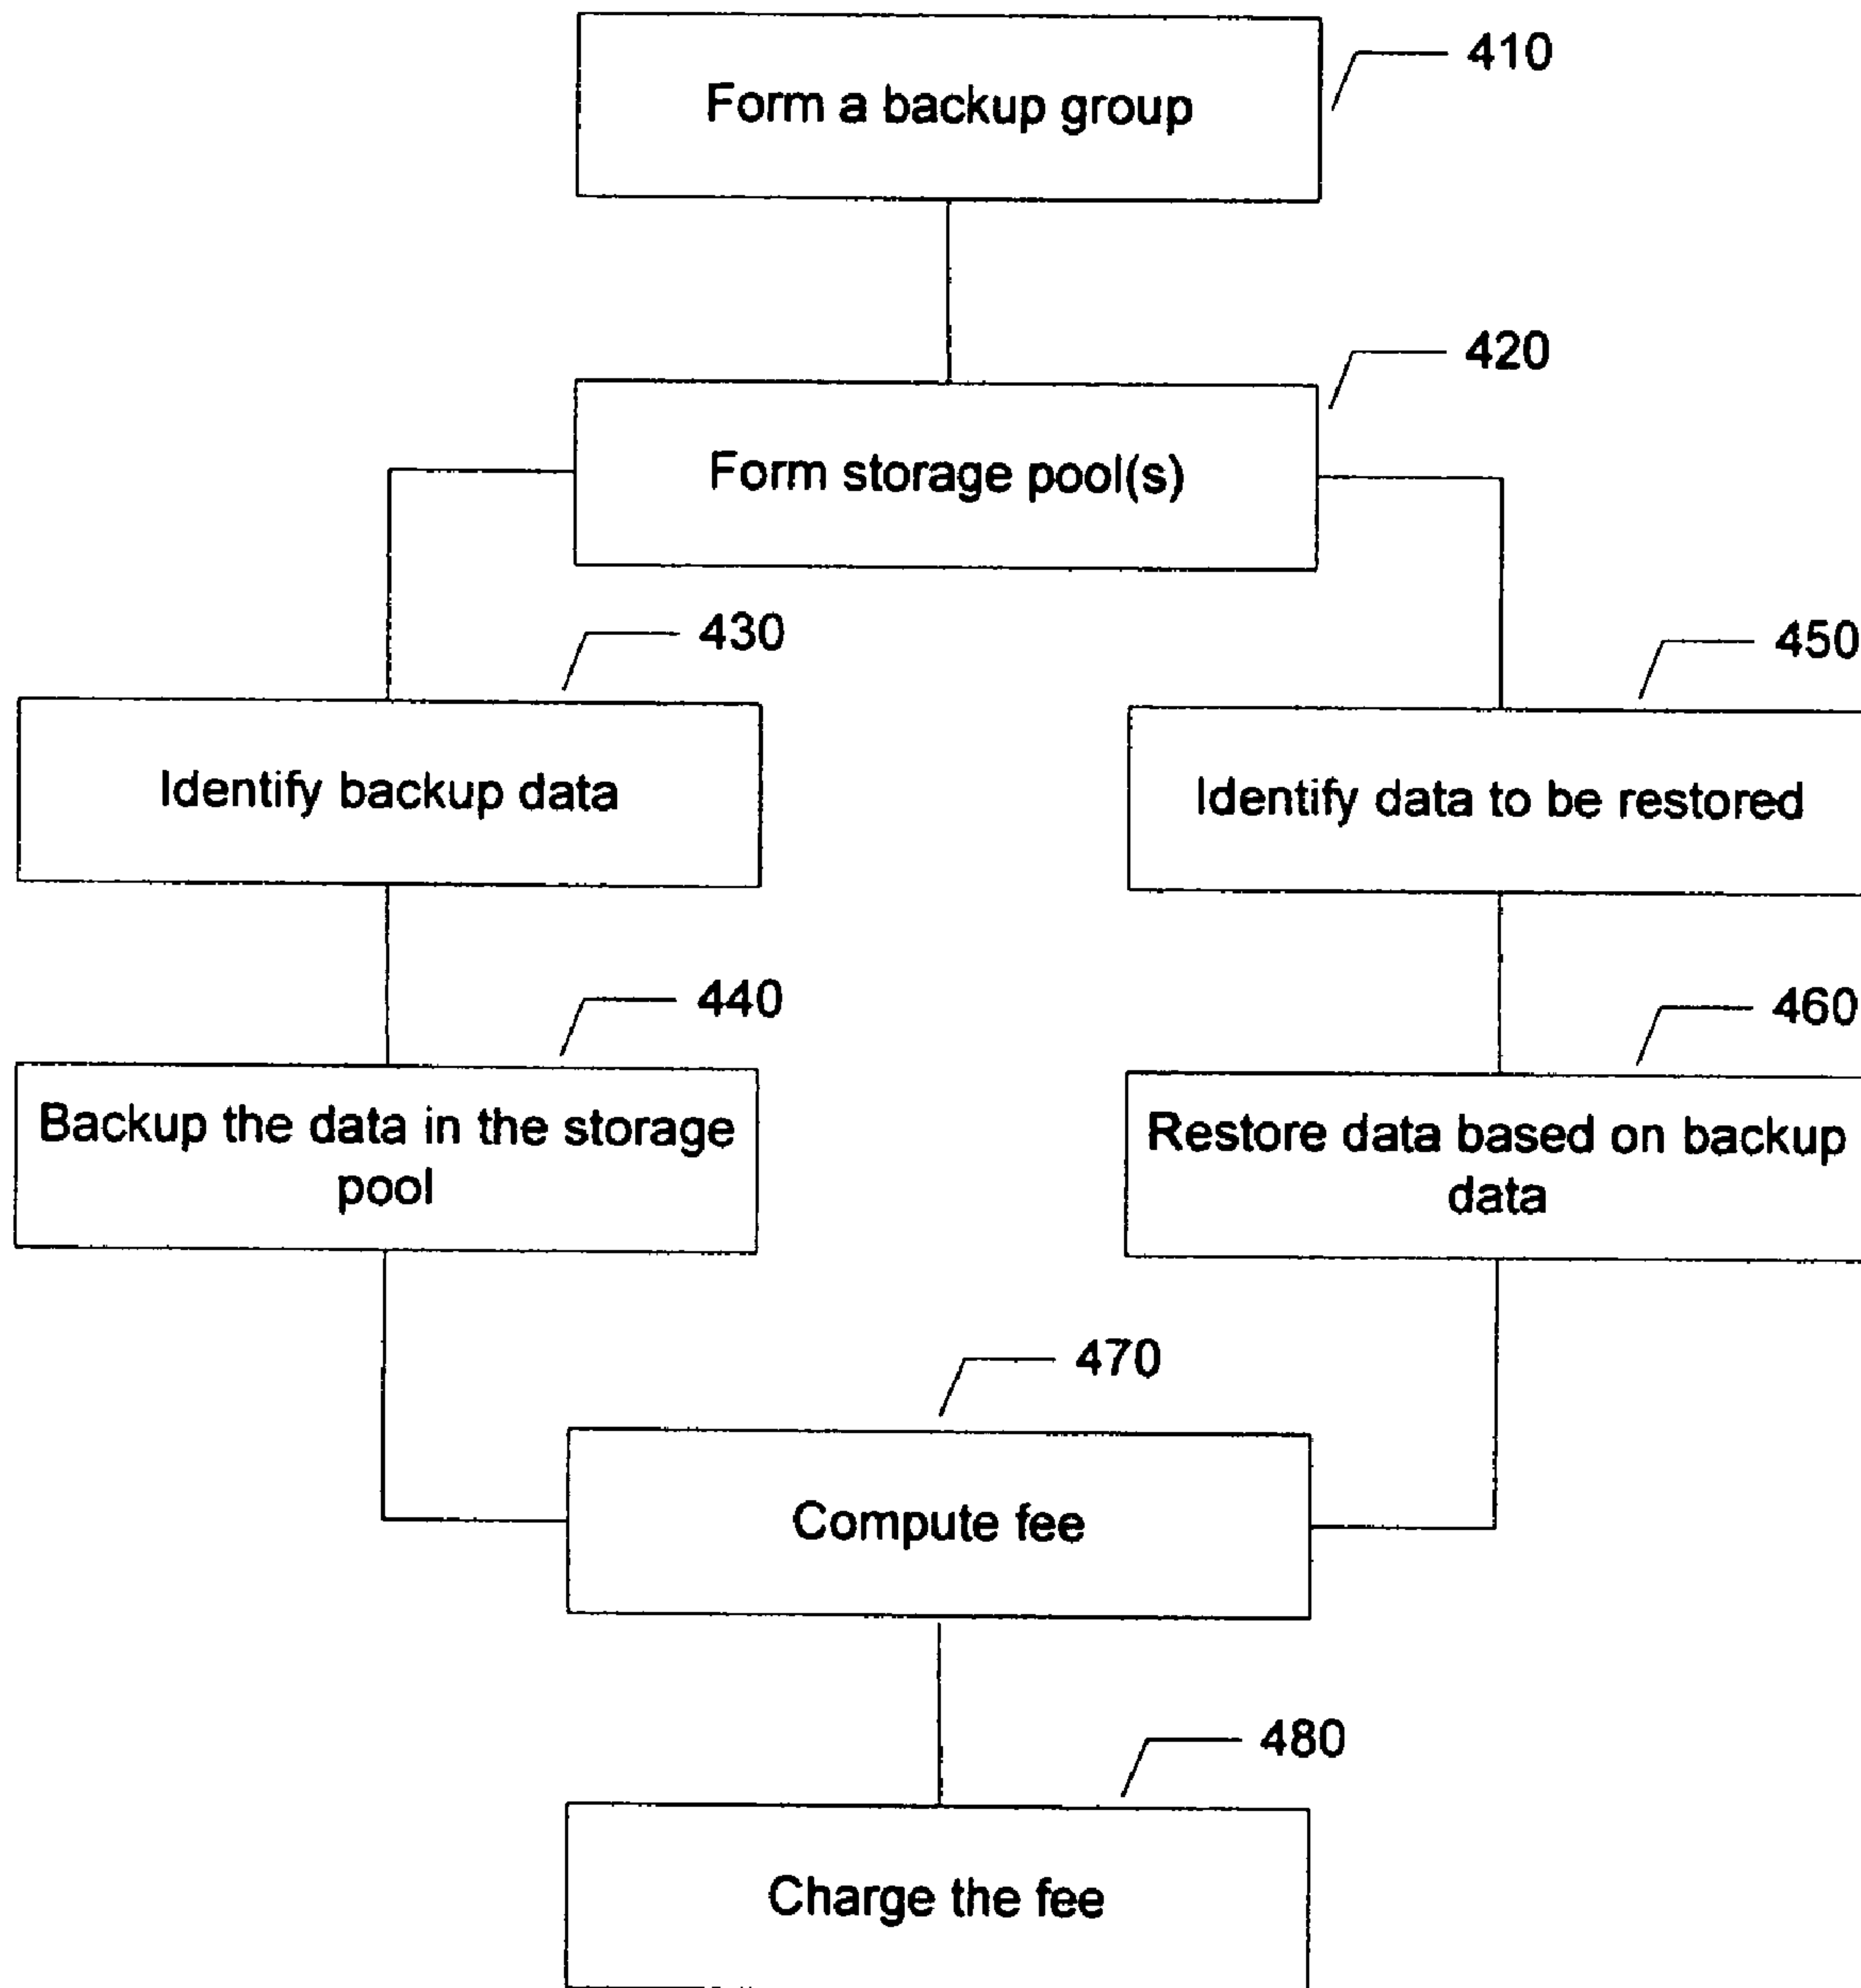 410
Form a backup group
420
Form storage pool(s)
430
450
Identify backup data
Identify data to be restored
440
460
Backup the data in the storage
pool
Restore data based on backup
data
470
Compute fee
480
Charge the fee